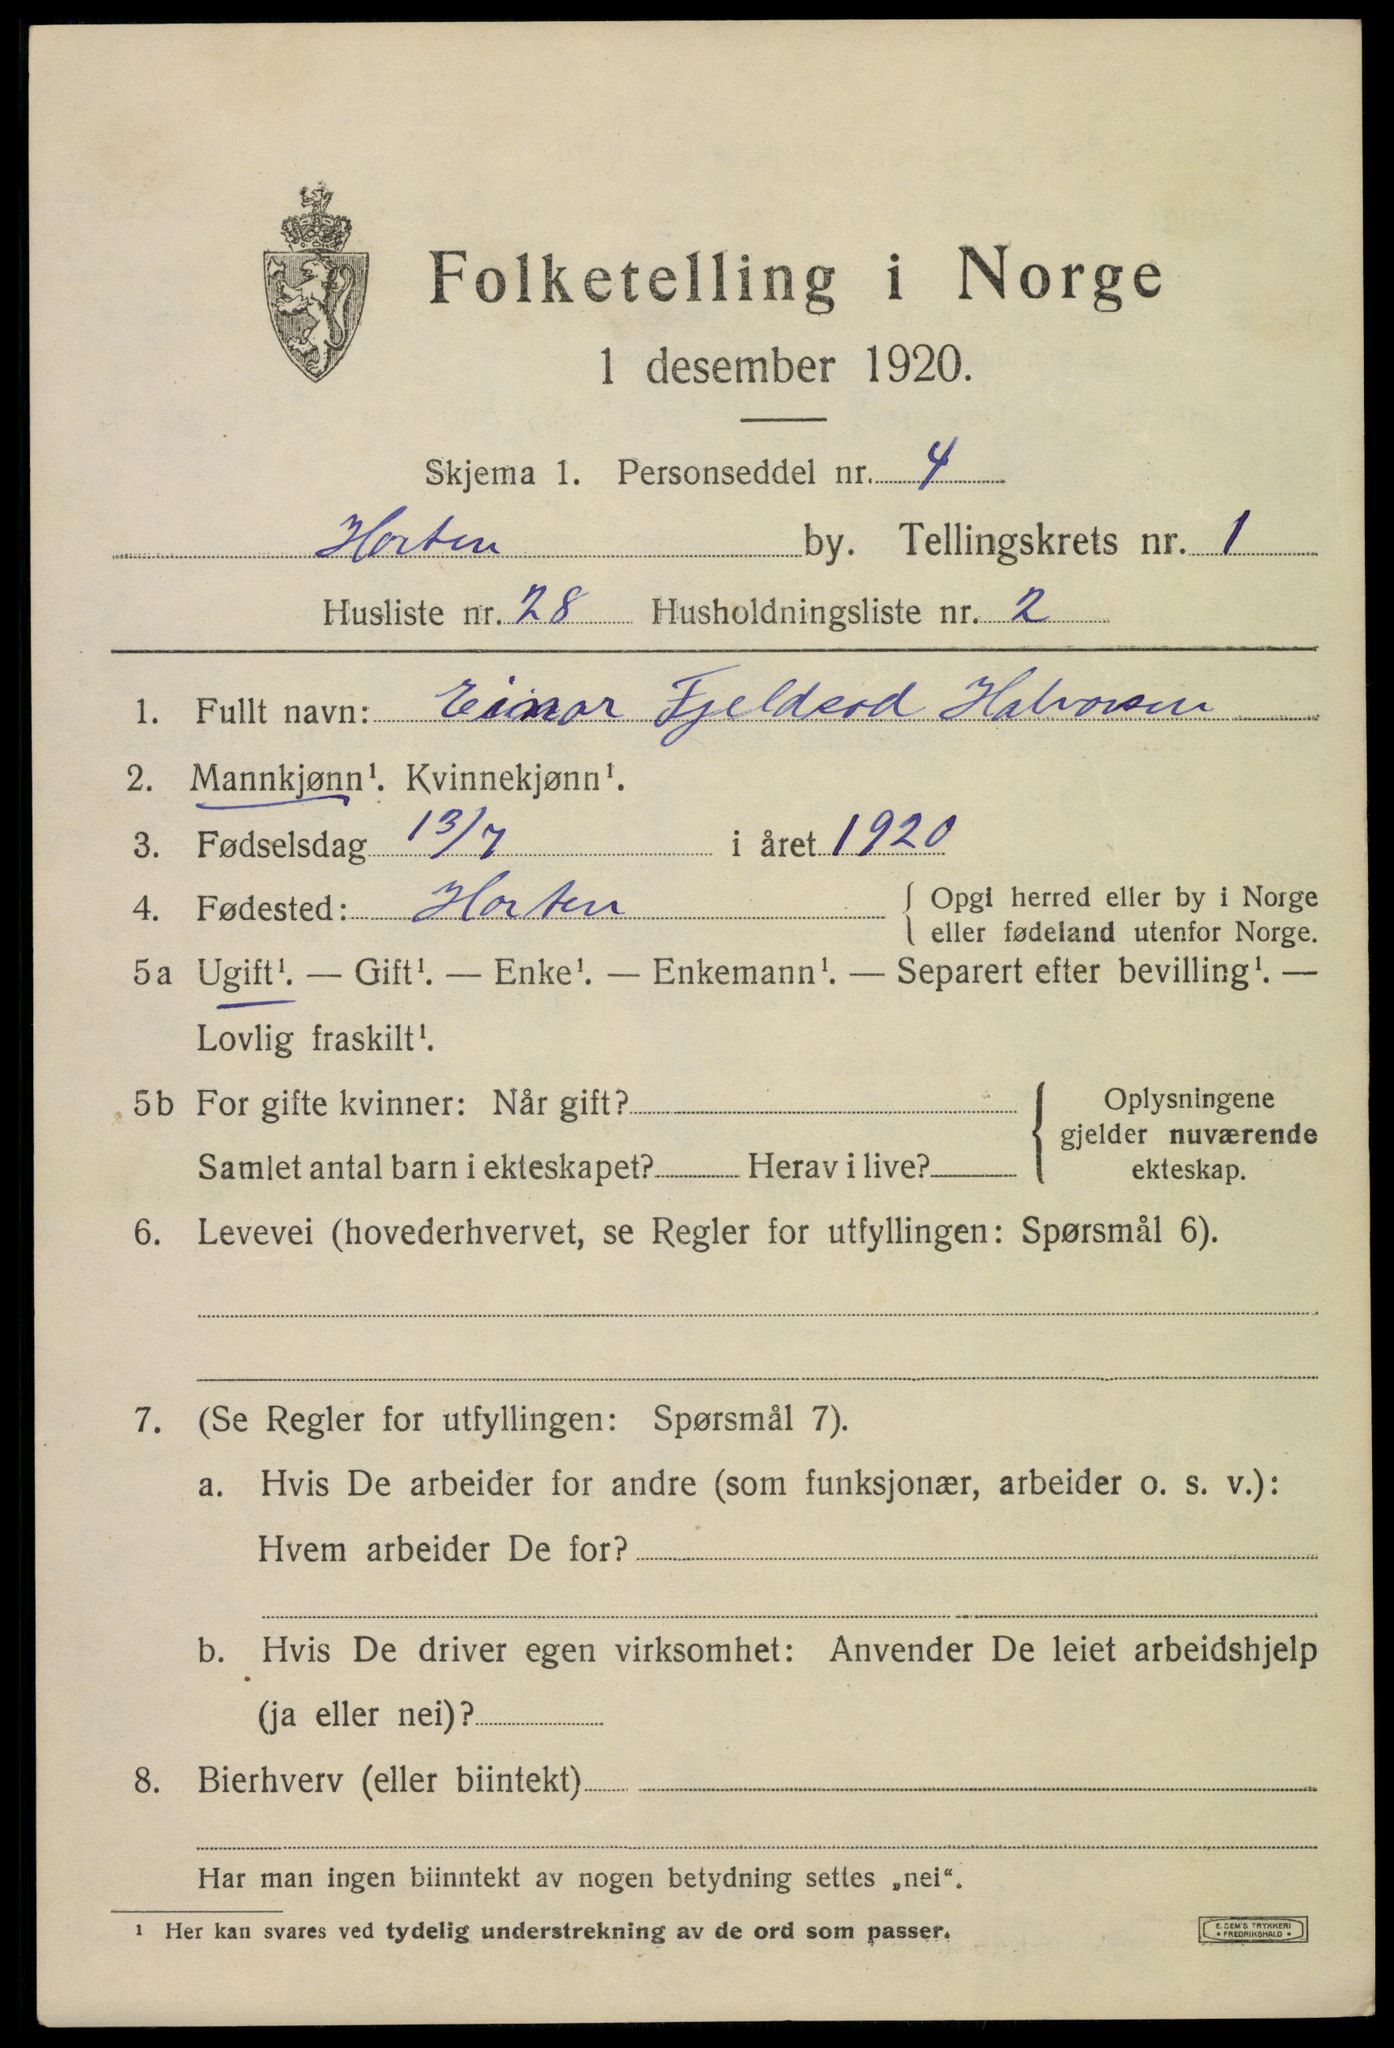 Folketelling i Norge
1 desember 1920.
Skjema 1. Personseddel nr. 4
Horten by. Tellingskrets nr. 1
Husliste nr. 28 Husholdningsliste nr. 2
1. Fullt navn: Einar Fjeldsod Halvorsen
2. Mannkjønn¹. Kvinnekjønn¹.
3. Fødselsdag 13/7 i året 1920
4. Fødested: Horten { Opgi herred eller by i Norge
eller fødeland utenfor Norge.
5a Ugift¹. — Gift¹. — Enke¹. — Enkemann¹. — Separert efter bevilling¹. —
Lovlig fraskilt¹.
5b For gifte kvinner: Når gift?
Samlet antal barn i ekteskapet? Herav i live?
Oplysningene
gjelder nuværende
ekteskap.
6. Levevei (hovederhvervet, se Regler for utfyllingen: Spørsmål 6).
7. (Se Regler for utfyllingen: Spørsmål 7).
a. Hvis De arbeider for andre (som funksjonær, arbeider o. s. v.):
Hvem arbeider De for?
b. Hvis De driver egen virksomhet: Anvender De leiet arbeidshjelp
(ja eller nei)?
8. Bierhverv (eller biintekt)
Har man ingen biinntekt av nogen betydning settes „nei“.
¹ Her kan svares ved tydelig understrekning av de ord som passer.
E. SEM'S TRYKKERI
• FREDRIKSHALD •